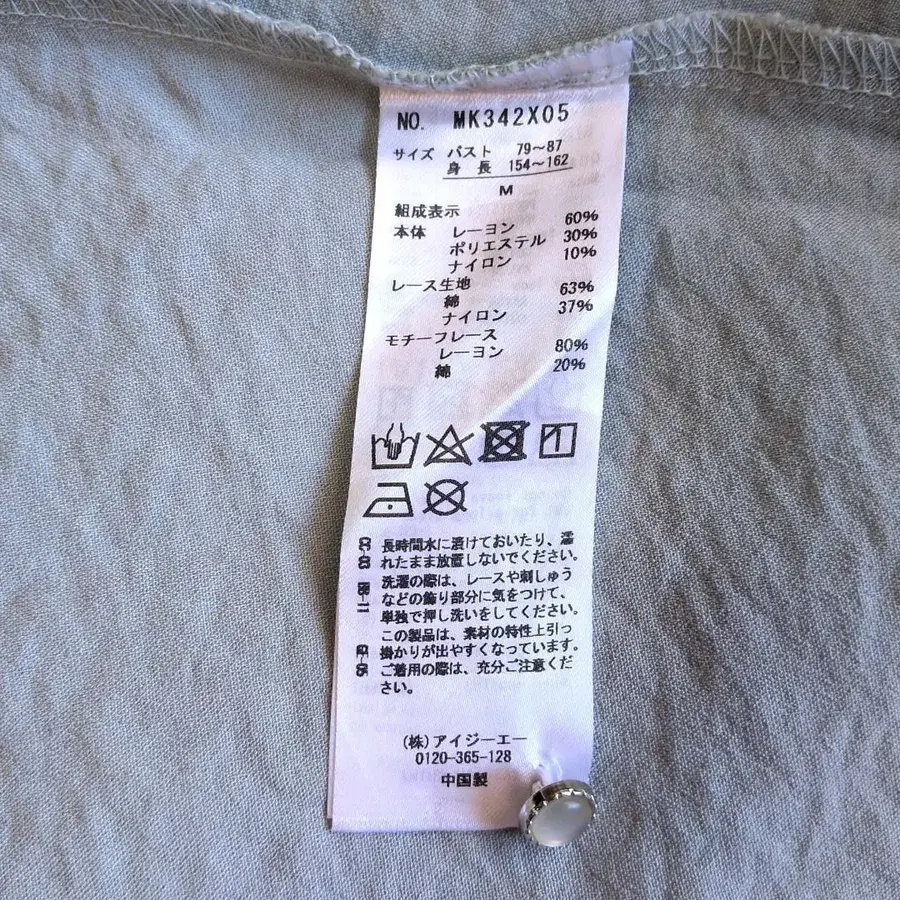 NO. MK342X05
サイズ バスト 79～87
身 長 154～162
M
組成表示
本体 レーヨン 60%
ポリエステル 30%
ナイロン 10%
レース生地
綿 63%
ナイロン 37%
モチーフレース
レーヨン 80%
綿 20%
長時間水に漬けておいたり、濡
れたまま放置しないでください。
洗濯の際は、レースや刺しゅう
などの飾り部分に気をつけて、
単独で押し洗いをしてください。
この製品は、素材の特性上引っ
掛かりが出やすくなっています。
ご着用の際は、充分ご注意くだ
さい。
(株)アイジーエー
0120-365-128
中国製